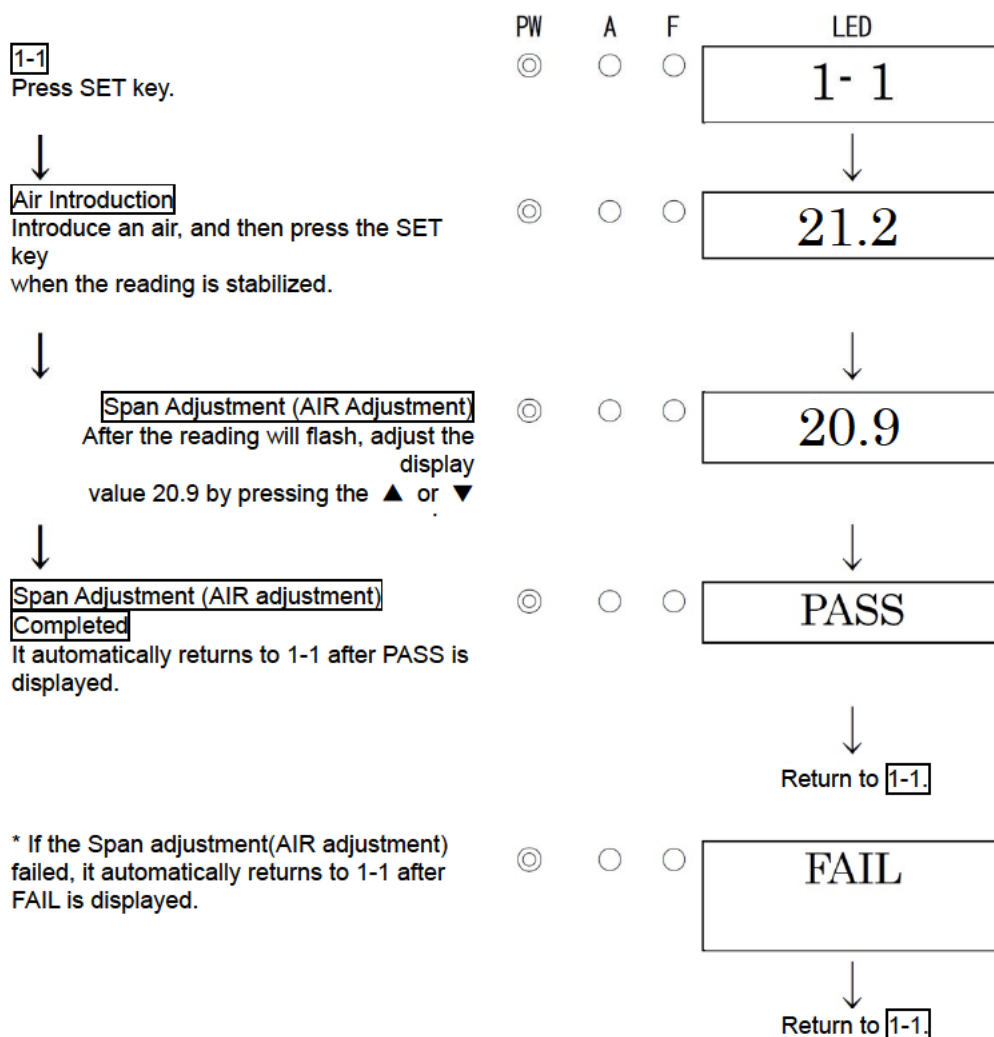 PW A F LED
1-1
Press SET key.
1- 1
Air Introduction
Introduce an air, and then press the SET
key
when the reading is stabilized.
21.2
Span Adjustment (AIR Adjustment)
After the reading will flash, adjust the
display
value 20.9 by pressing the ▲ or ▼
20.9
Span Adjustment (AIR adjustment)
Completed
It automatically returns to 1-1 after PASS is
displayed.
PASS
Return to 1-1.
* If the Span adjustment(AIR adjustment)
failed, it automatically returns to 1-1 after
FAIL is displayed.
FAIL
Return to 1-1.